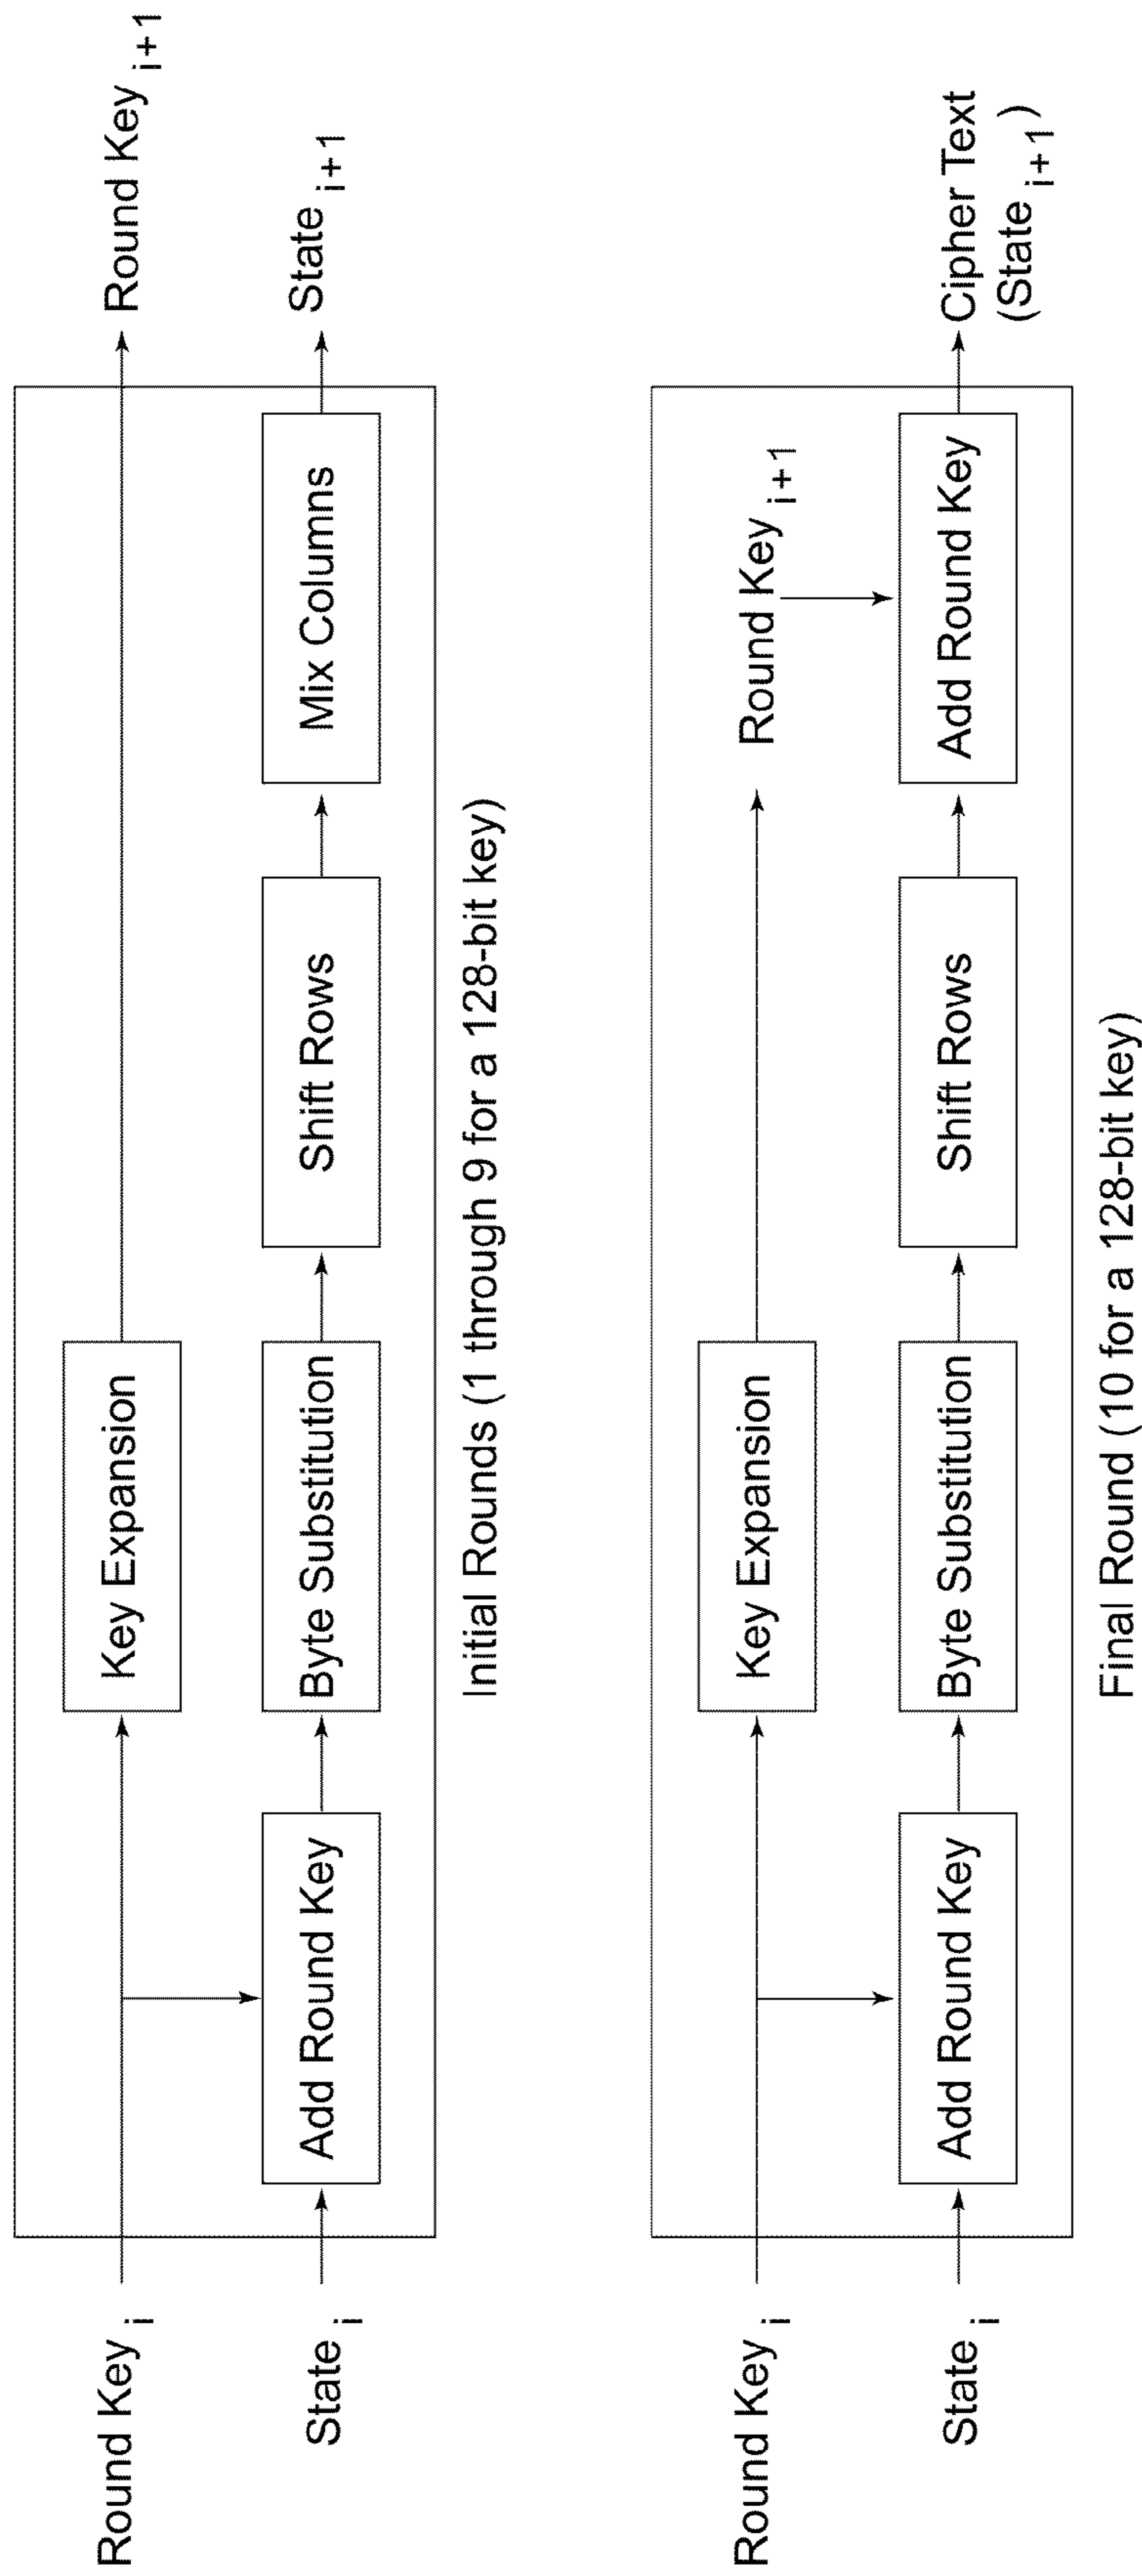 Round Key i
Key Expansion
Round Key i+1
State i
Add Round Key
Byte Substitution
Shift Rows
Mix Columns
State i+1
Initial Rounds (1 through 9 for a 128-bit key)
Round Key i
Key Expansion
Round Key i+1
State i
Add Round Key
Byte Substitution
Shift Rows
Add Round Key
Cipher Text
(State i+1)
Final Round (10 for a 128-bit key)